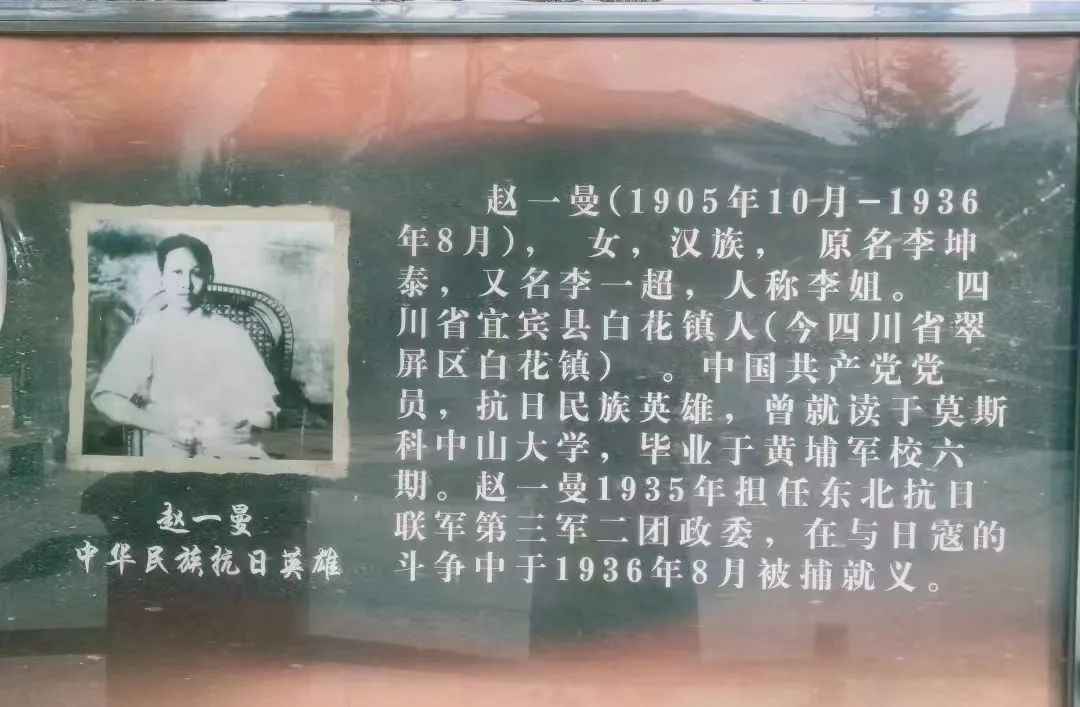 赵一曼(1905年10月-1936
年8月), 女,汉族, 原名李坤
泰,又名李一超,人称李姐。 四
川省宜宾县白花镇人(今四川省翠
屏区白花镇) 。中国共产党党
员,抗日民族英雄,曾就读于莫斯
科中山大学,毕业于黄埔军校六
期。赵一曼1935年担任东北抗日
联军第三军二团政委,在与日寇的
斗争中于1936年8月被捕就义。
赵一曼
中华民族抗日英雄